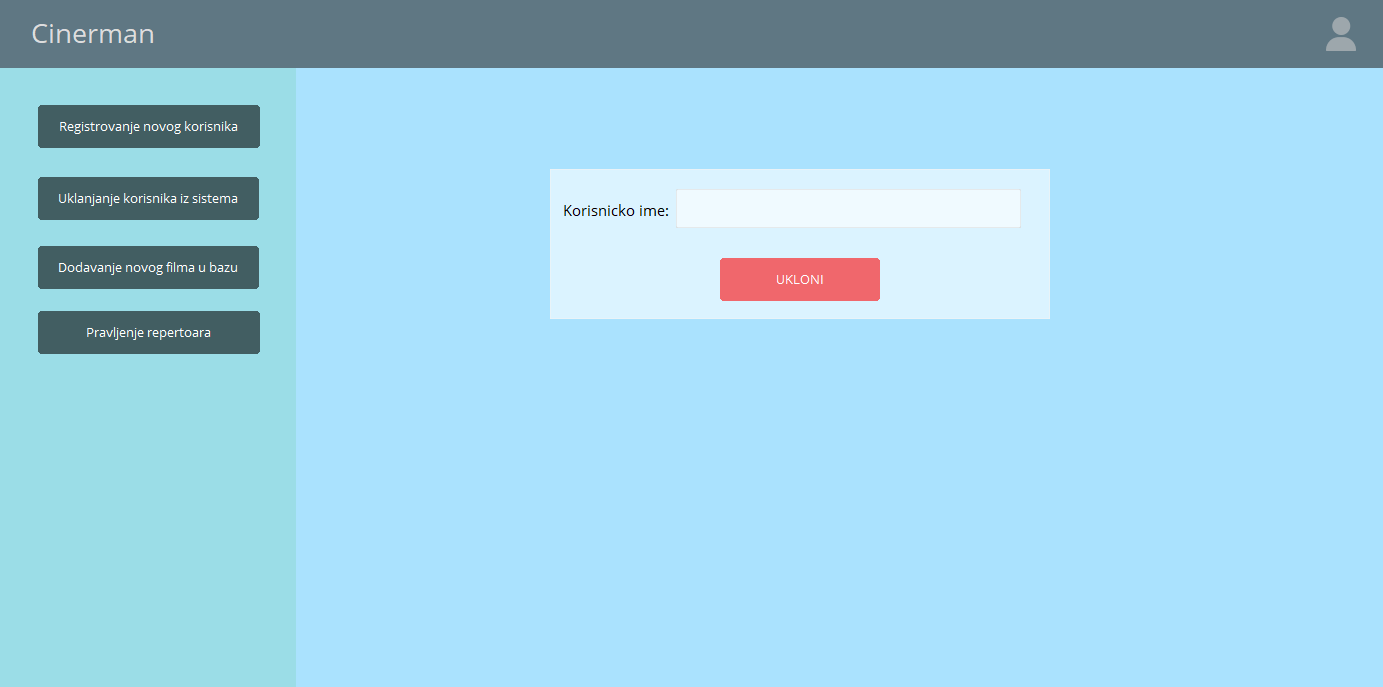 Cinerman
Registrovanje novog korisnika
Uklanjanje korisnika iz sistema
Dodavanje novog filma u bazu
Pravljenje repertoara
Korisnicko ime:
UKLONI